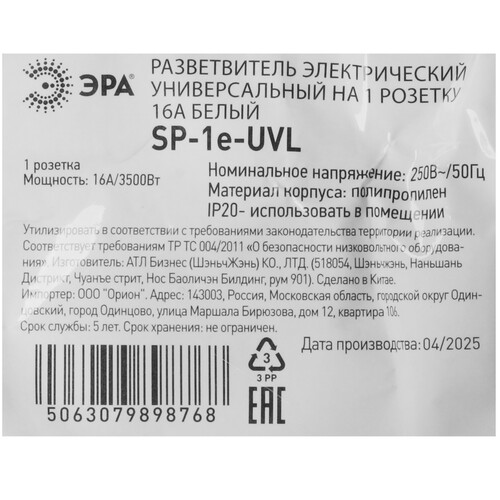 ЭРА
РАЗВЕТВИТЕЛЬ ЭЛЕКТРИЧЕСКИЙ
УНИВЕРСАЛЬНЫЙ НА 1 РОЗЕТКУ
16А БЕЛЫЙ
SP-1e-UVL
1 розетка
Мощность: 16А/3500Вт
Номинальное напряжение: 250В~/50Гц
Материал корпуса: полипропилен
IP20- использовать в помещении
Утилизировать в соответствии с требованиями законодательства территории реализации.
Соответствует требованиям ТР ТС 004/2011 «О безопасности низковольтного оборудова-
ния». Изготовитель: АТЛ Бизнес (ШэньЧжЭнь) КО., ЛТД. (518054, Шэньчжэнь, Наньшань
Дистрикт, Чуанъе стрит, Нос Баоличэн Билдинг, рум 901). Сделано в Китае.
Импортер: ООО "Орион". Адрес: 143003, Россия, Московская область, городской округ Один-
цовский, город Одинцово, улица Маршала Бирюзова, дом 12, квартира 106.
Срок службы: 5 лет. Срок хранения: не ограничен.
Дата производства: 04/2025
3
3 PP
EAC
5063079898768